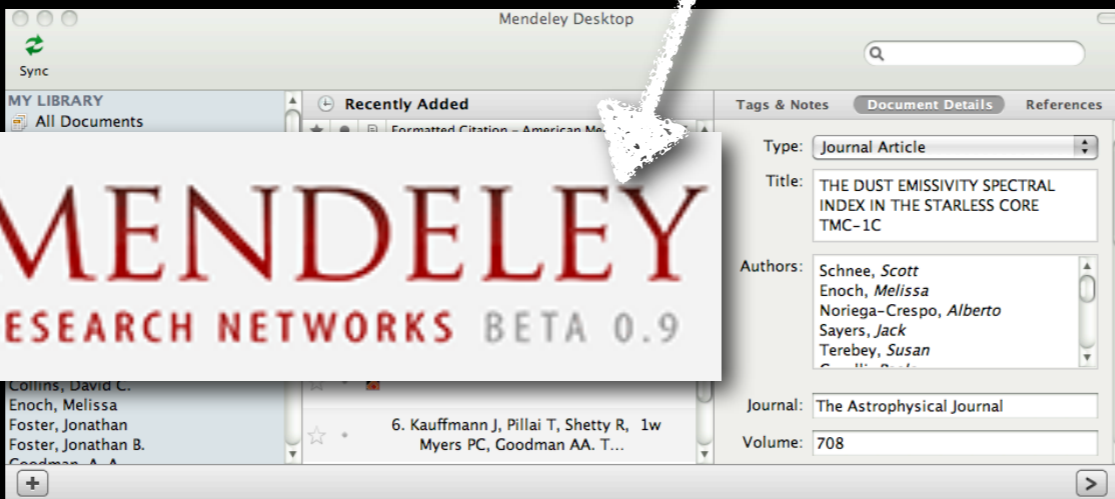 Mendeley Desktop
Sync
MY LIBRARY
All Documents
Recently Added
Formatted Citation - American Me
MENDELEY
RESEARCH NETWORKS BETA 0.9
Collins, David C.
Enoch, Melissa
Foster, Jonathan
Foster, Jonathan B.
Goodman, A. A.
6. Kauffmann J, Pillai T, Shetty R, 1w
Myers PC, Goodman AA. T...
Tags & Notes Document Details References
Type: Journal Article
Title: THE DUST EMISSIVITY SPECTRAL
INDEX IN THE STARLESS CORE
TMC-1C
Authors: Schnee, Scott
Enoch, Melissa
Noriega-Crespo, Alberto
Sayers, Jack
Terebey, Susan
Journal: The Astrophysical Journal
Volume: 708